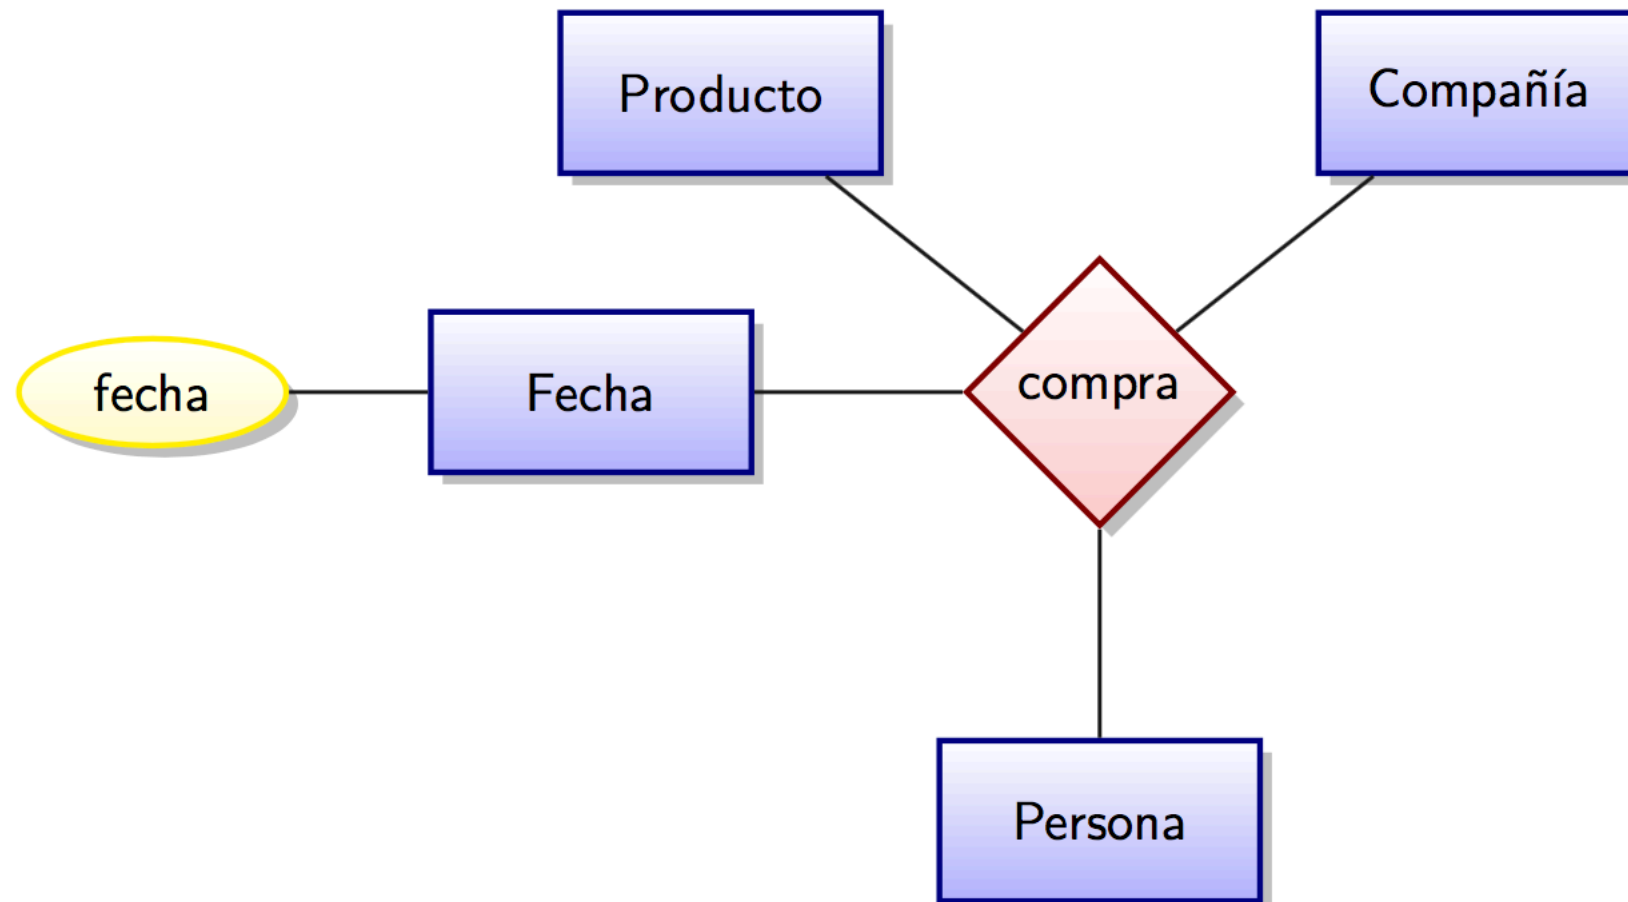 Producto
Compañía
fecha
Fecha
compra
Persona